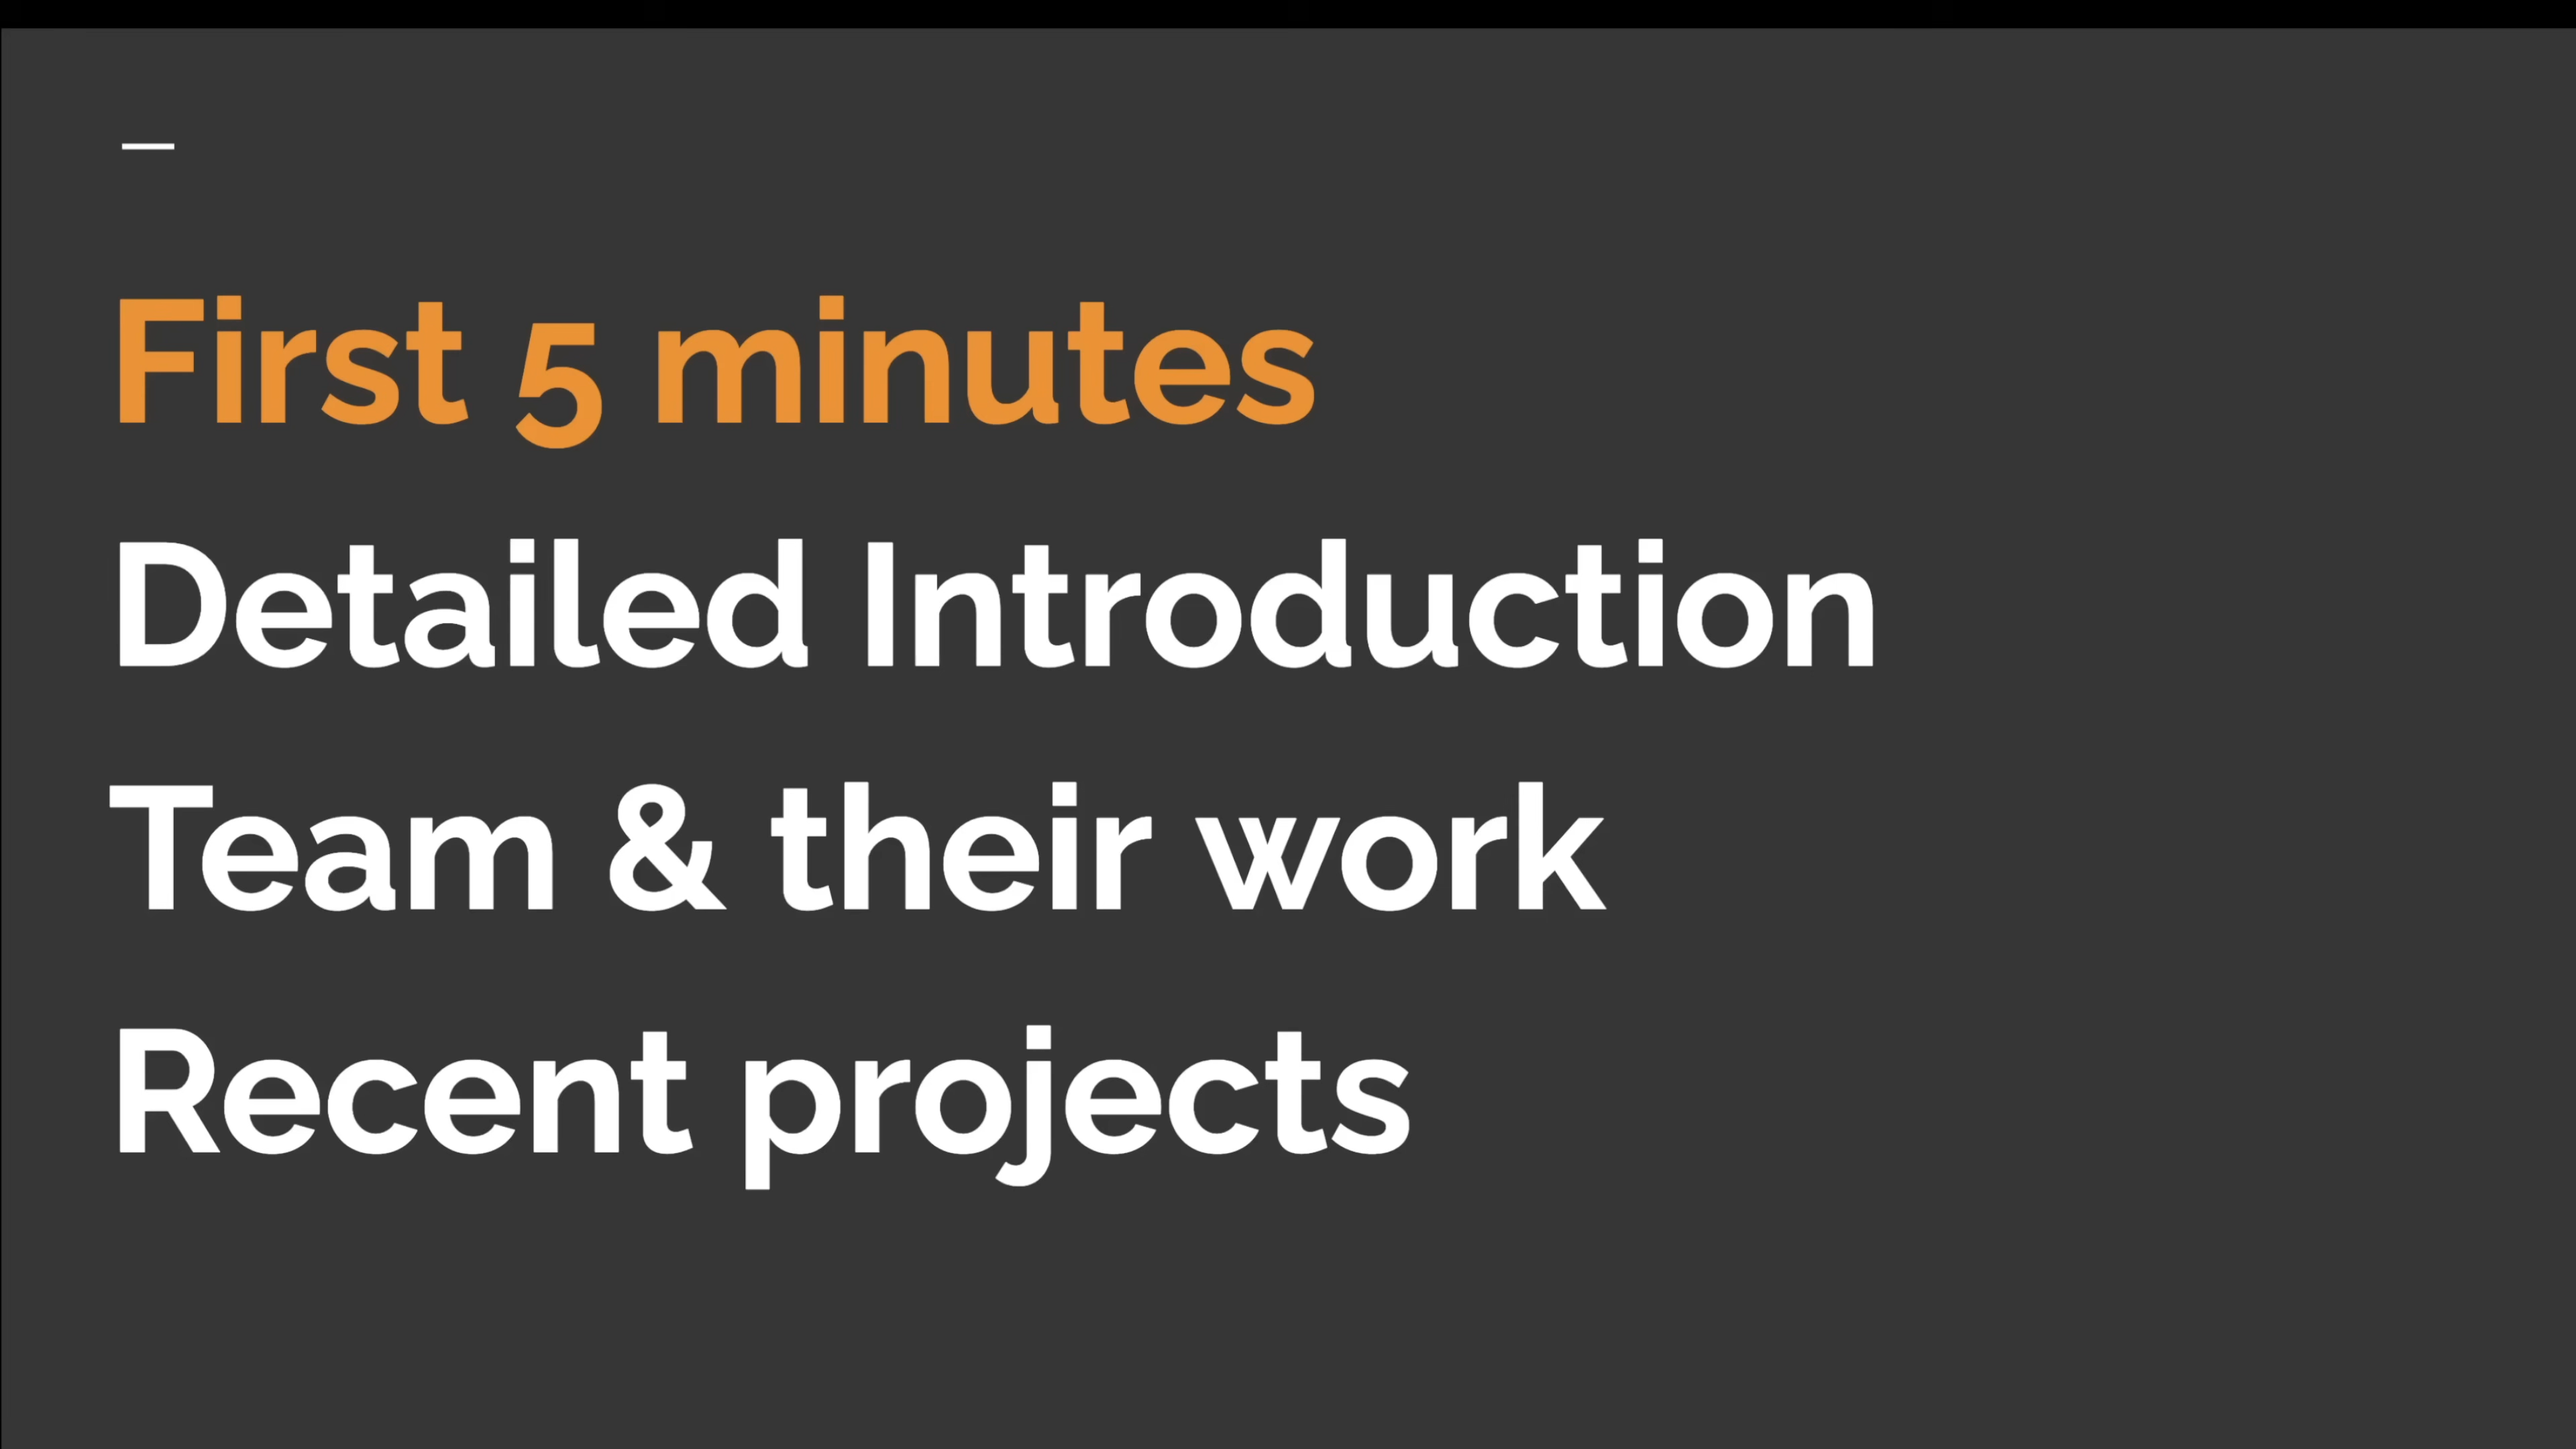 First 5 minutes
Detailed Introduction
Team & their work
Recent projects